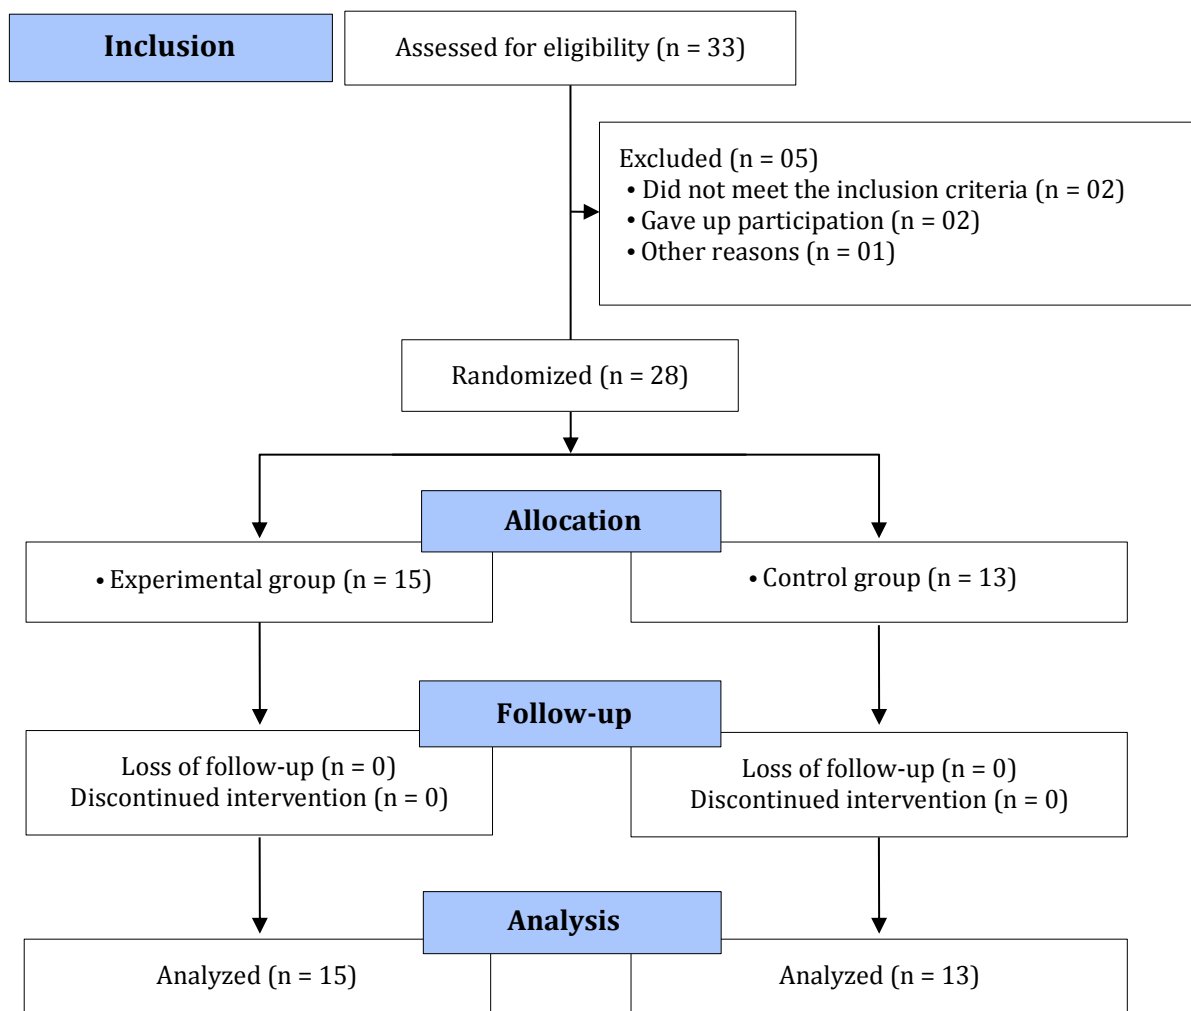 Inclusion
Assessed for eligibility (n = 33)
Excluded (n = 05)
• Did not meet the inclusion criteria (n = 02)
• Gave up participation (n = 02)
• Other reasons (n = 01)
Randomized (n = 28)
Allocation
• Experimental group (n = 15)
• Control group (n = 13)
Follow-up
Loss of follow-up (n = 0)
Discontinued intervention (n = 0)
Loss of follow-up (n = 0)
Discontinued intervention (n = 0)
Analysis
Analyzed (n = 15)
Analyzed (n = 13)